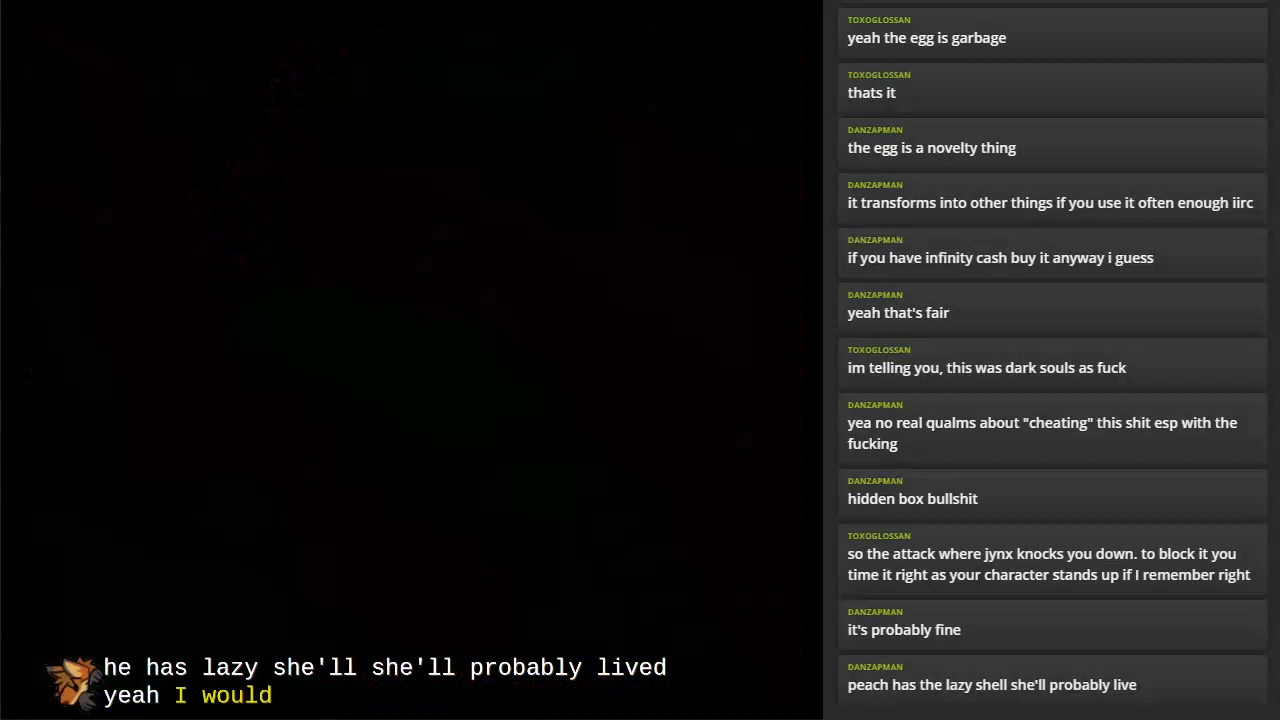 TOXOGLOSSAN
yeah the egg is garbage
TOXOGLOSSAN
thats it
DANZAPMAN
the egg is a novelty thing
DANZAPMAN
it transforms into other things if you use it often enough iirc
DANZAPMAN
if you have infinity cash buy it anyway i guess
DANZAPMAN
yeah that's fair
TOXOGLOSSAN
im telling you, this was dark souls as fuck
DANZAPMAN
yea no real qualms about "cheating" this shit esp with the
fucking
DANZAPMAN
hidden box bullshit
TOXOGLOSSAN
so the attack where jynx knocks you down. to block it you
time it right as your character stands up if I remember right
DANZAPMAN
it's probably fine
DANZAPMAN
peach has the lazy shell she'll probably live
he has lazy she'll she'll probably lived
yeah I would